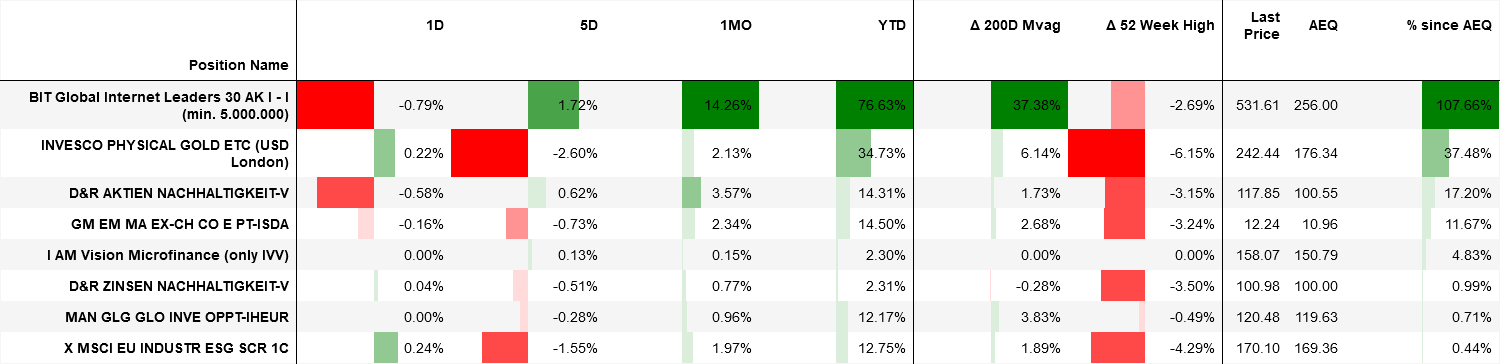 1D 5D 1MO YTD Δ 200D Mvag Δ 52 Week High Last AEQ % since AEQ
Price
Position Name
BIT Global Internet Leaders 30 AK I - I
(min. 5.000.000) -0.79% 1.72% 14.26% 76.63% 37.38% -2.69% 531.61 256.00 107.66%
INVESCO PHYSICAL GOLD ETC (USD
London) 0.22% -2.60% 2.13% 34.73% 6.14% -6.15% 242.44 176.34 37.48%
D&R AKTIEN NACHHALTIGKEIT-V -0.58% 0.62% 3.57% 14.31% 1.73% -3.15% 117.85 100.55 17.20%
GM EM MA EX-CH CO E PT-ISDA -0.16% -0.73% 2.34% 14.50% 2.68% -3.24% 12.24 10.96 11.67%
I AM Vision Microfinance (only IVV) 0.00% 0.13% 0.15% 2.30% 0.00% 0.00% 158.07 150.79 4.83%
D&R ZINSEN NACHHALTIGKEIT-V 0.04% -0.51% 0.77% 2.31% -0.28% -3.50% 100.98 100.00 0.99%
MAN GLG GLO INVE OPPT-IHEUR 0.00% -0.28% 0.96% 12.17% 3.83% -0.49% 120.48 119.63 0.71%
X MSCI EU INDUSTR ESG SCR 1C 0.24% -1.55% 1.97% 12.75% 1.89% -4.29% 170.10 169.36 0.44%